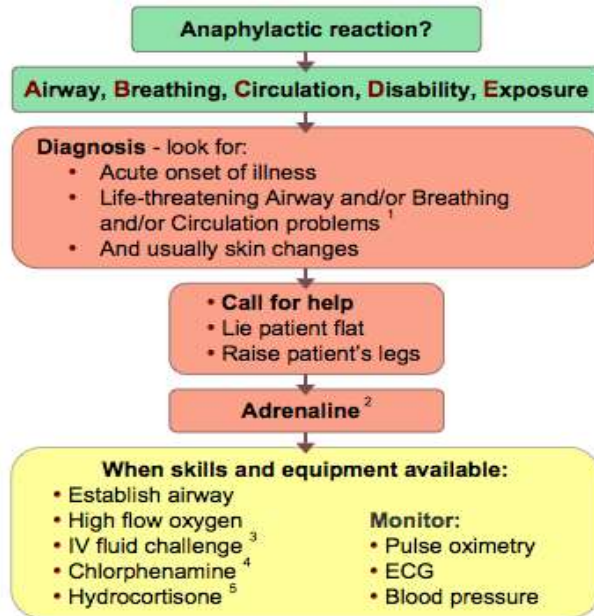 Anaphylactic reaction?
Airway, Breathing, Circulation, Disability, Exposure
Diagnosis - look for:
• Acute onset of illness
• Life-threatening Airway and/or Breathing
and/or Circulation problems 1
• And usually skin changes
• Call for help
• Lie patient flat
• Raise patient's legs
Adrenaline 2
When skills and equipment available:
• Establish airway
• High flow oxygen
• IV fluid challenge 3
• Chlorphenamine 4
• Hydrocortisone 5
Monitor:
• Pulse oximetry
• ECG
• Blood pressure